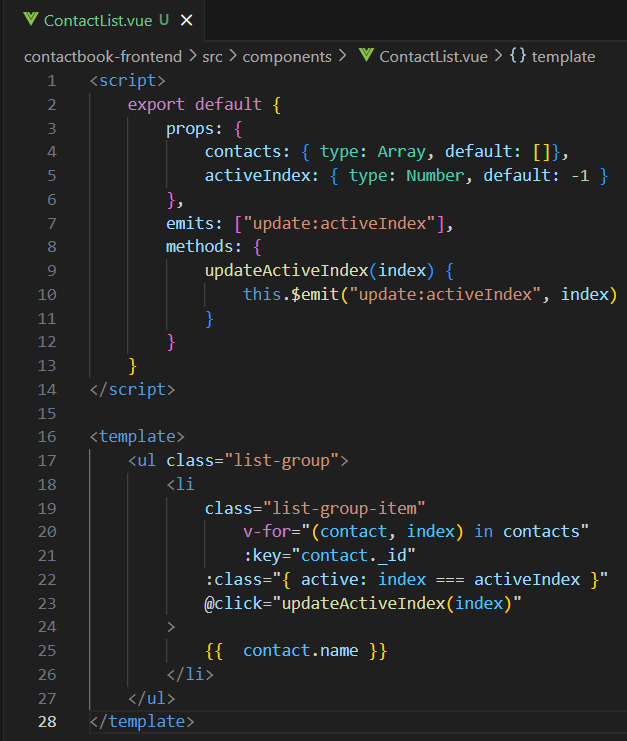 ContactList.vue U ×
contactbook-frontend > src > components > ContactList.vue > {} template
1 <script>
2     export default {
3         props: {
4             contacts: { type: Array, default: []},
5             activeIndex: { type: Number, default: -1 }
6         },
7         emits: ["update:activeIndex"],
8         methods: {
9             updateActiveIndex(index) {
10                 this.$emit("update:activeIndex", index)
11             }
12         }
13     }
14 </script>
15
16 <template>
17     <ul class="list-group">
18         <li
19             class="list-group-item"
20                 v-for="(contact, index) in contacts"
21                 :key="contact._id"
22             :class="{ active: index === activeIndex }"
23             @click="updateActiveIndex(index)"
24         >
25             {{  contact.name }}
26         </li>
27     </ul>
28 </template>